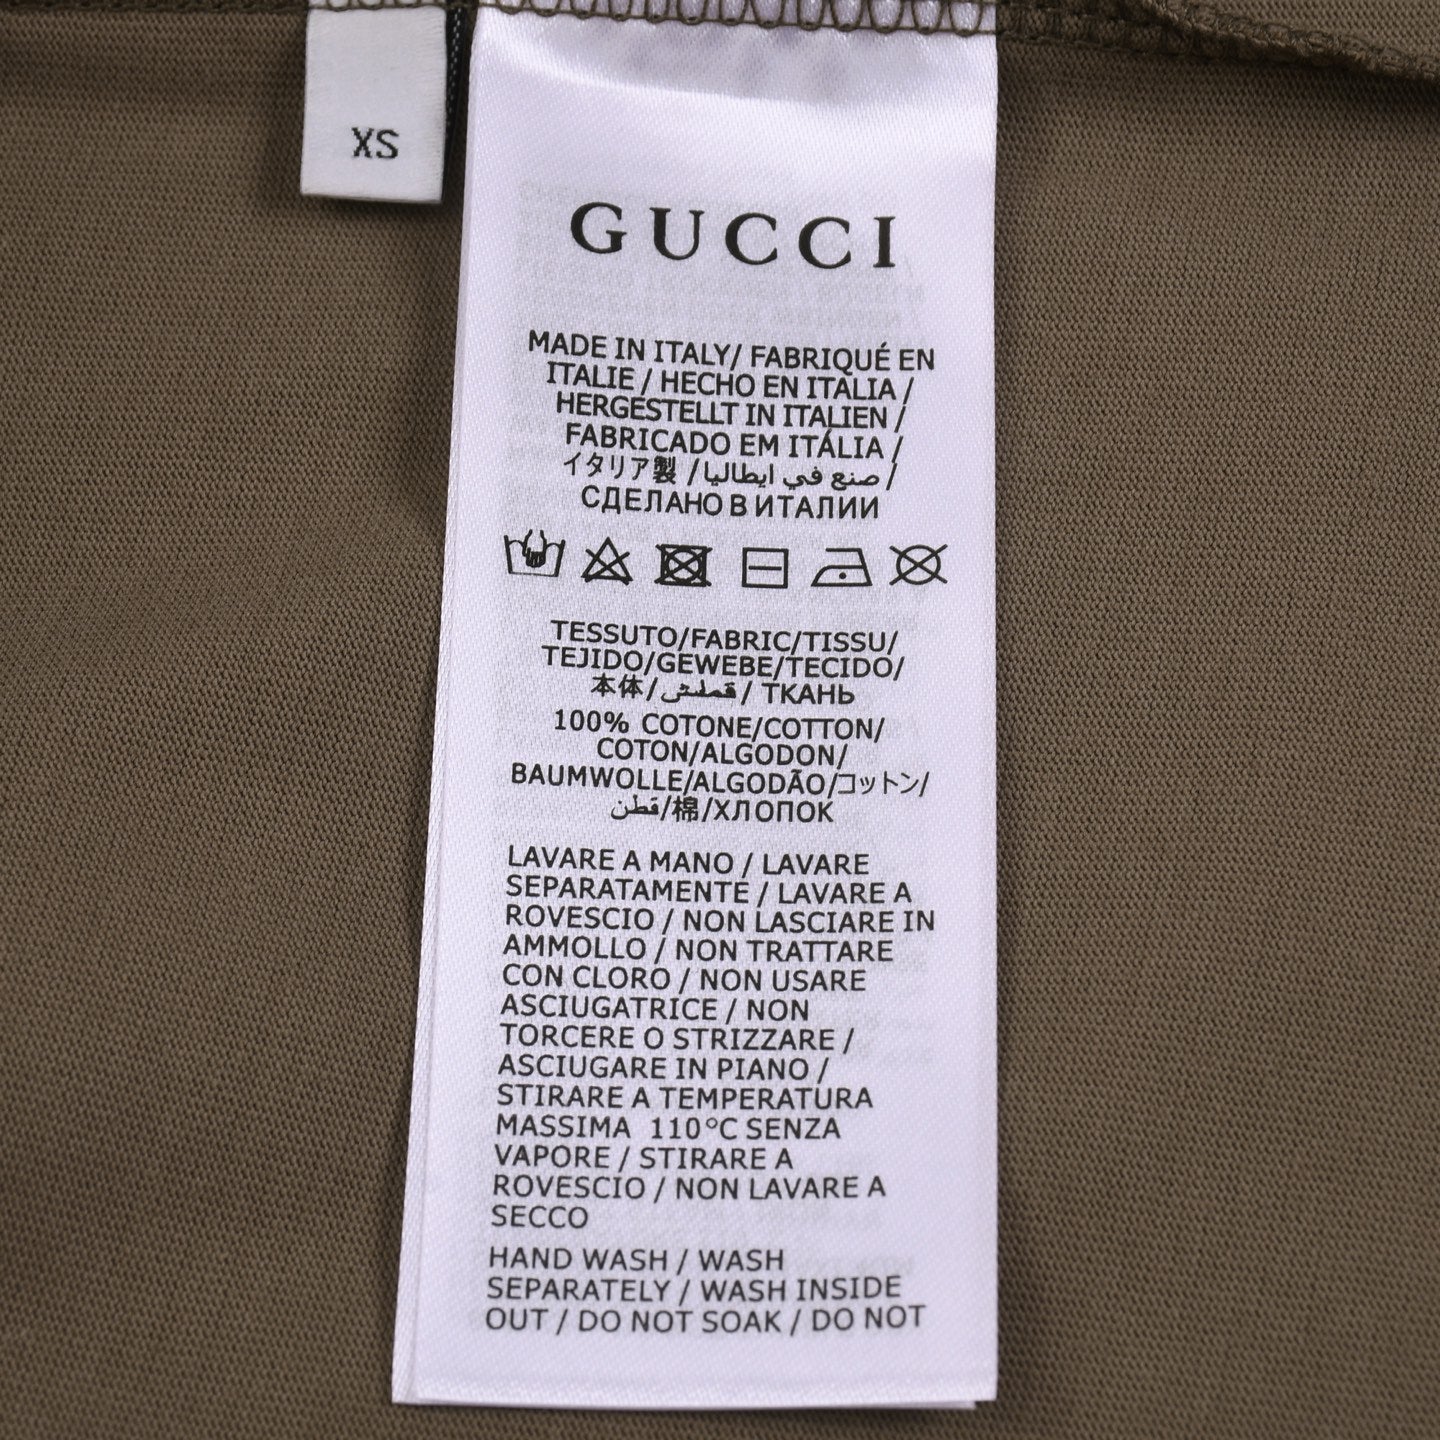 XS
GUCCI
MADE IN ITALY/ FABRIQUÉ EN
ITALIE / HECHO EN ITALIA /
HERGESTELLT IN ITALIEN /
FABRICADO EM ITÁLIA /
イタリア製 /صنع في ايطاليا /
СДЕЛАНО В ИТАЛИИ
TESSUTO/FABRIC/TISSU/
TEJIDO/GEWEBE/TECIDO/
本体/قملش/ ТКАНЬ
100% COTONE/COTTON/
COTON/ALGODON/
BAUMWOLLE/ALGODÃO/コットン/
قطن/棉/ХЛОПОК
LAVARE A MANO / LAVARE
SEPARATAMENTE / LAVARE A
ROVESCIO / NON LASCIARE IN
AMMOLLO / NON TRATTARE
CON CLORO / NON USARE
ASCIUGATRICE / NON
TORCERE O STRIZZARE /
ASCIUGARE IN PIANO /
STIRARE A TEMPERATURA
MASSIMA 110°C SENZA
VAPORE / STIRARE A
ROVESCIO / NON LAVARE A
SECCO
HAND WASH / WASH
SEPARATELY / WASH INSIDE
OUT / DO NOT SOAK / DO NOT